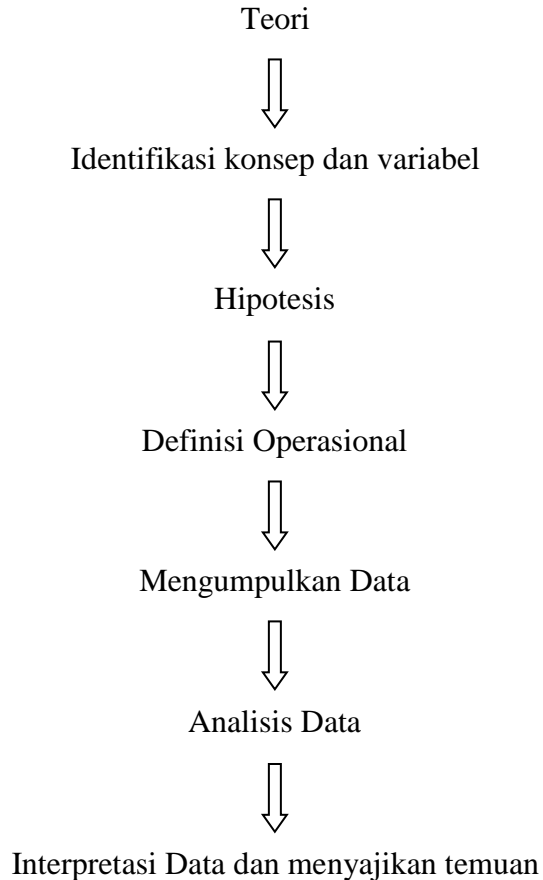 Teori
Identifikasi konsep dan variabel
Hipotesis
Definisi Operasional
Mengumpulkan Data
Analisis Data
Interpretasi Data dan menyajikan temuan